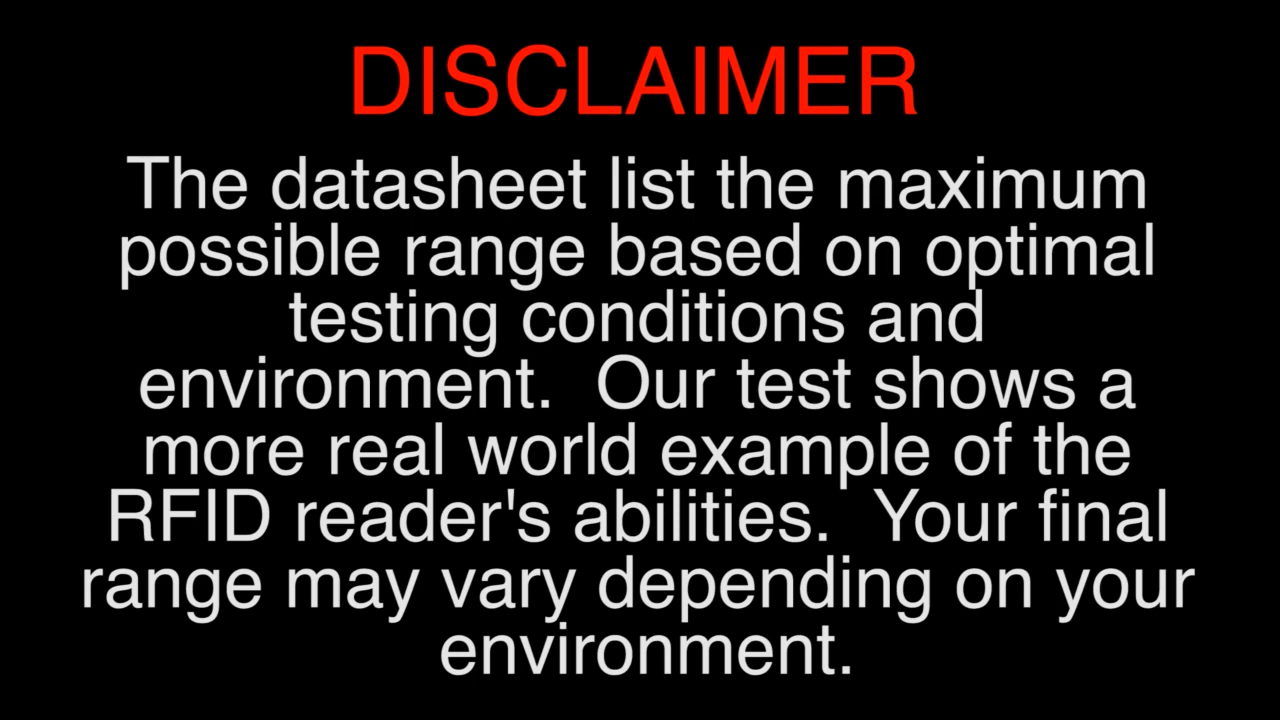 DISCLAIMER
The datasheet list the maximum
possible range based on optimal
testing conditions and
environment.  Our test shows a
more real world example of the
RFID reader's abilities.  Your final
range may vary depending on your
environment.